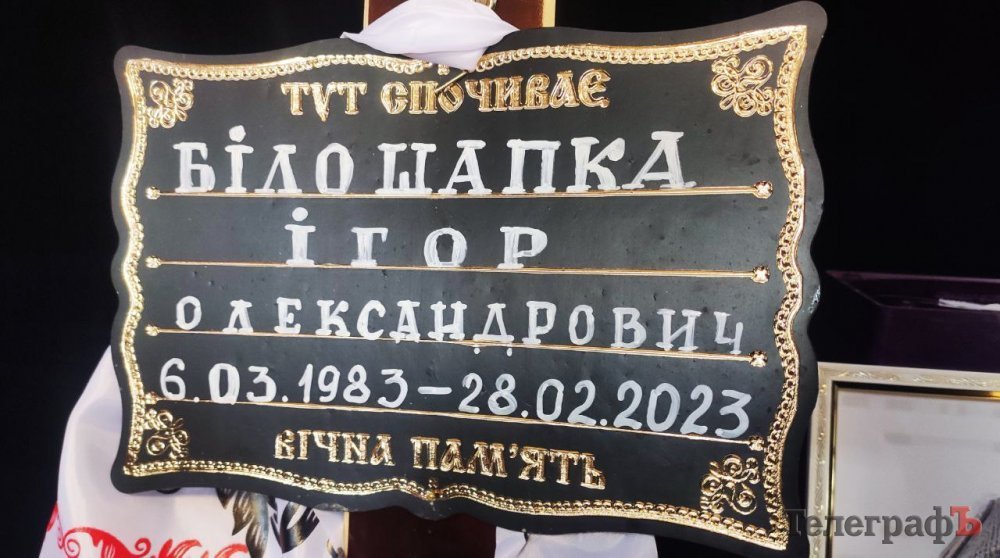 ТУТ СПОЧИВАЄ
БІЛОШАПКА
ІГОР
ОЛЕКСАНДРОВИЧ
6.03.1983–28.02.2023
ВІЧНА ПАМ'ЯТЬ
ТелеграфЪ